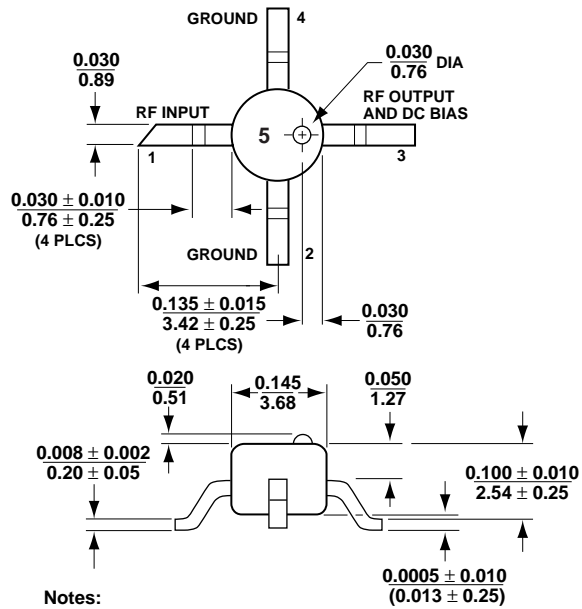 GROUND 4
0.030
0.89
0.030
0.76 DIA
RF INPUT
RF OUTPUT
AND DC BIAS
5
1
3
0.030 ± 0.010
0.76 ± 0.25
(4 PLCS)
GROUND 2
0.135 ± 0.015
3.42 ± 0.25
(4 PLCS)
0.030
0.76
0.020
0.51
0.145
3.68
0.050
1.27
0.008 ± 0.002
0.20 ± 0.05
0.100 ± 0.010
2.54 ± 0.25
0.0005 ± 0.010
(0.013 ± 0.25)
Notes: